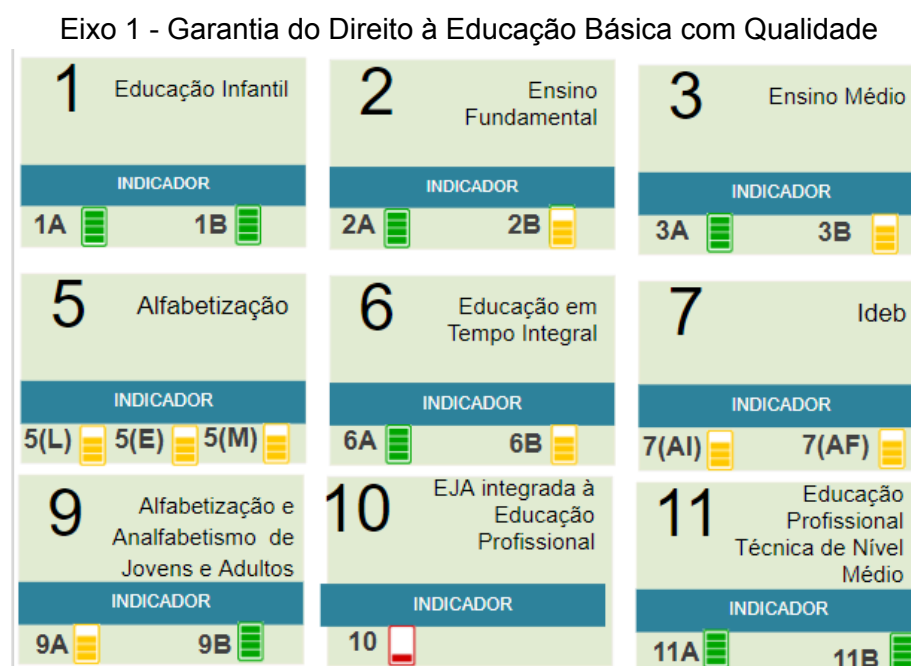 Eixo 1 - Garantia do Direito à Educação Básica com Qualidade
1
Educação Infantil
INDICADOR
1A
1B
2
Ensino
Fundamental
INDICADOR
2A
2B
3
Ensino Médio
INDICADOR
3A
3B
5
Alfabetização
INDICADOR
5(L)
5(E)
5(M)
6
Educação em
Tempo Integral
INDICADOR
6A
6B
7
Ideb
INDICADOR
7(AI)
7(AF)
9
Alfabetização e
Analfabetismo de
Jovens e Adultos
INDICADOR
9A
9B
10
EJA integrada à
Educação
Profissional
INDICADOR
10
11
Educação
Profissional
Técnica de Nível
Médio
INDICADOR
11A
11B